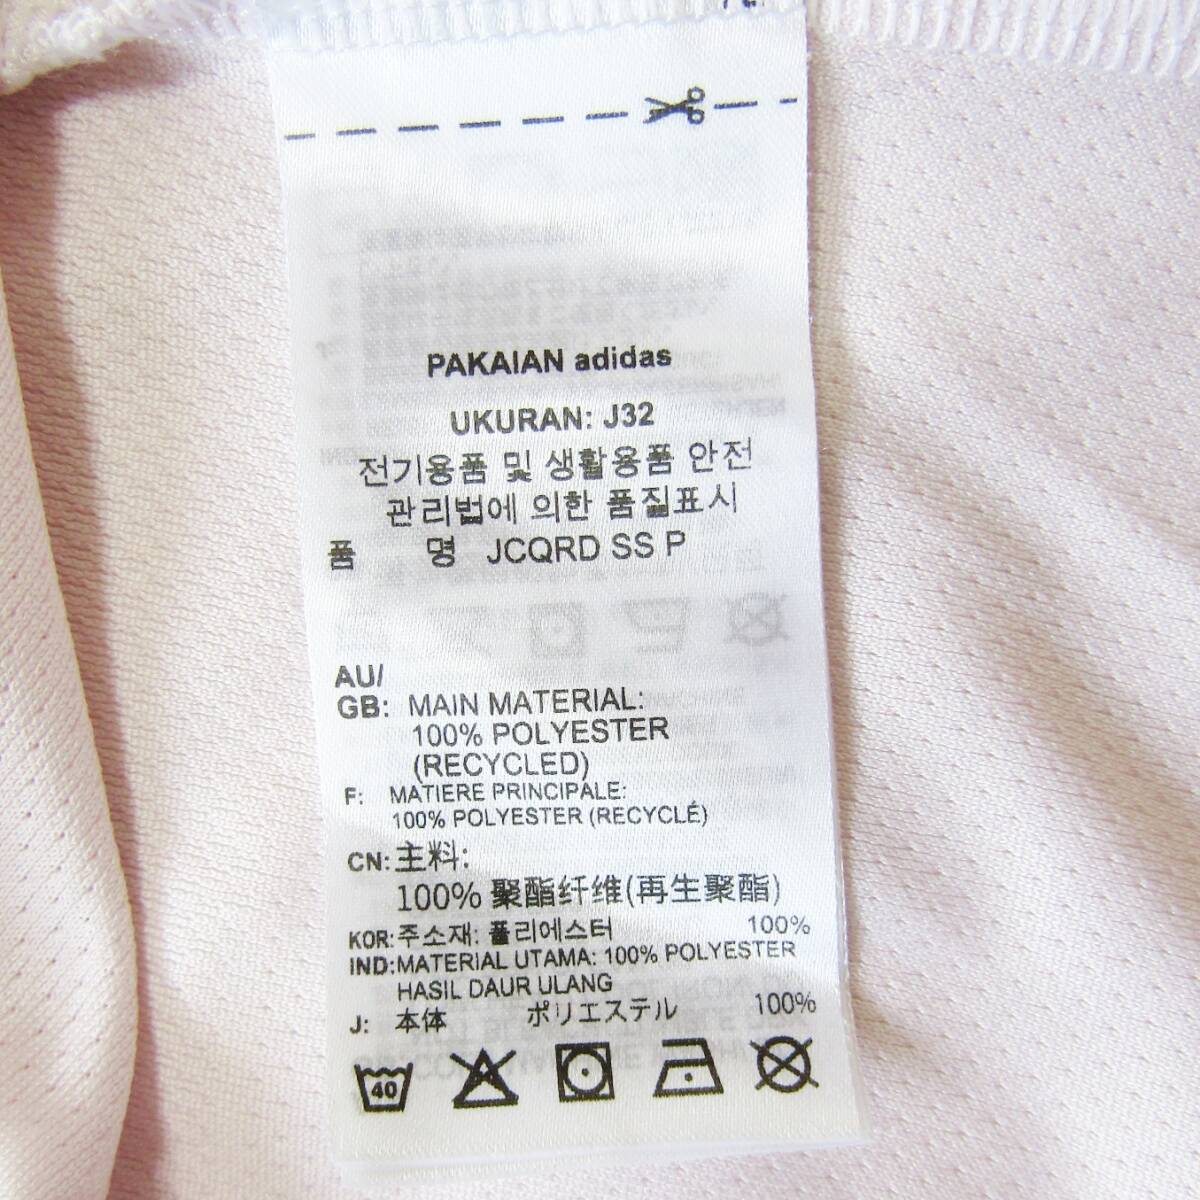 PAKAIAN adidas
UKURAN: J32
전기용품 및 생활용품 안전
관리법에 의한 품질표시
품 명 JCQRD SS P
AU/
GB: MAIN MATERIAL:
100% POLYESTER
(RECYCLED)
F: MATIERE PRINCIPALE:
100% POLYESTER (RECYCLÉ)
CN: 主料:
100% 聚酯纤维(再生聚酯)
KOR: 주소재: 폴리에스터 100%
IND: MATERIAL UTAMA: 100% POLYESTER
HASIL DAUR ULANG
J: 本体 ポリエステル 100%
40